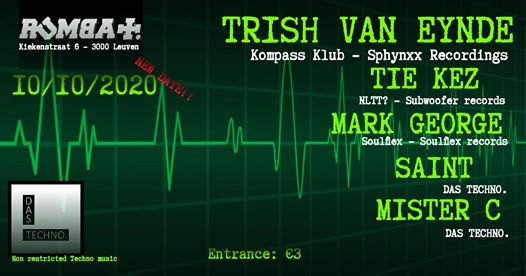 ROMBA+!
Kiekenstraat 6 - 3000 Leuven
10/10/2020
NEW DATE!!
TRISH VAN EYNDE
Kompass Klub - Sphynxx Recordings
TIE KEZ
NLTT? - Subwoofer records
MARK GEORGE
Soulflex - Soulflex records
SAINT
DAS TECHNO.
MISTER C
DAS TECHNO.
DAS
TECHNO.
Non restricted Techno music
Entrance: €3